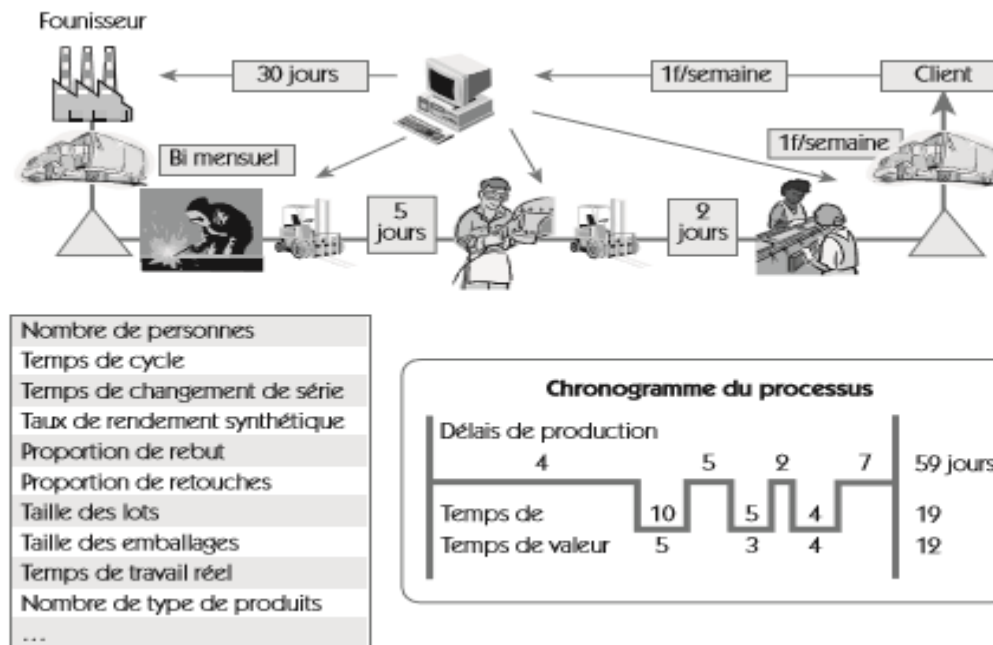 Founisseur
30 jours
1f/semaine
Client
Bi mensuel
1f/semaine
5
jours
2
jours
Nombre de personnes
Temps de cycle
Temps de changement de série
Taux de rendement synthétique
Proportion de rebut
Proportion de retouches
Taille des lots
Taille des emballages
Temps de travail réel
Nombre de type de produits
...
Chronogramme du processus
Délais de production
4 5 2 7 59 jours
Temps de 10 5 4 19
Temps de valeur 5 3 4 12